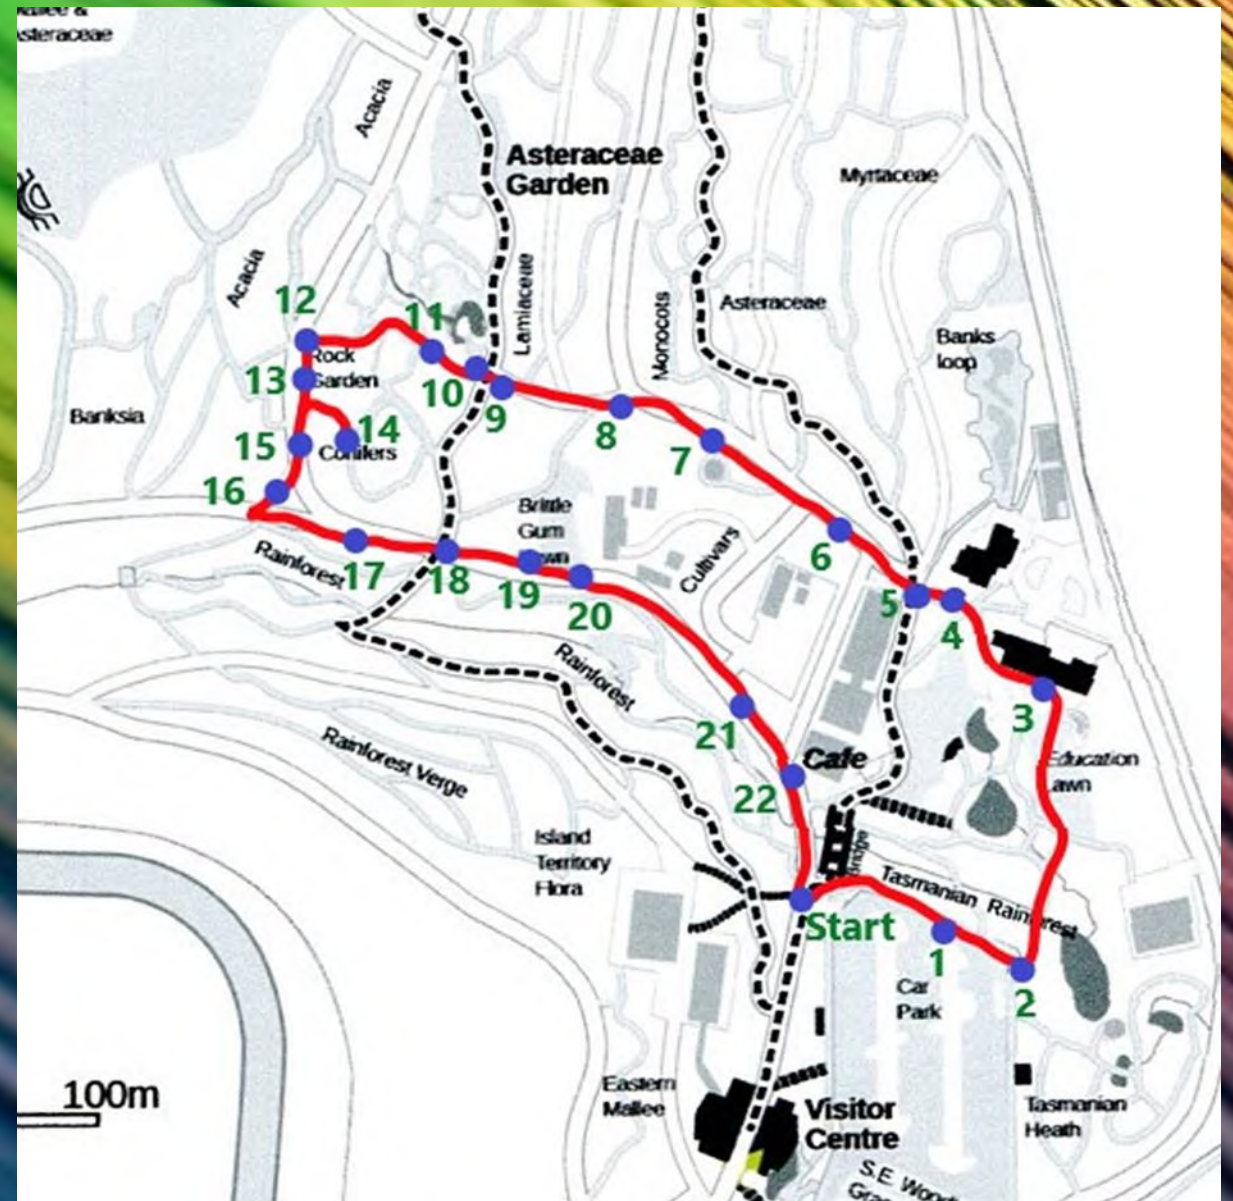 Asteraceae
Acacia
Asteraceae
Garden
Myrtaceae
Acacia
Lamiaceae
Monocots
Asteraceae
Banks
loop
12
11
Rock
Garden
13
10
9
8
7
Banksia
14
15
Conifers
16
Brittle
Gum
Cultivars
6
Rainforest
17
18
19
20
5
4
Rainforest
21
3
Cafe
Education
Rainforest Verge
22
Island
Territory
Flora
Bridge
Tasmanian Rainforest
Start
1
2
Car
Park
100m
Eastern
Mallee
Visitor
Centre
Tasmanian
Heath
S.E.